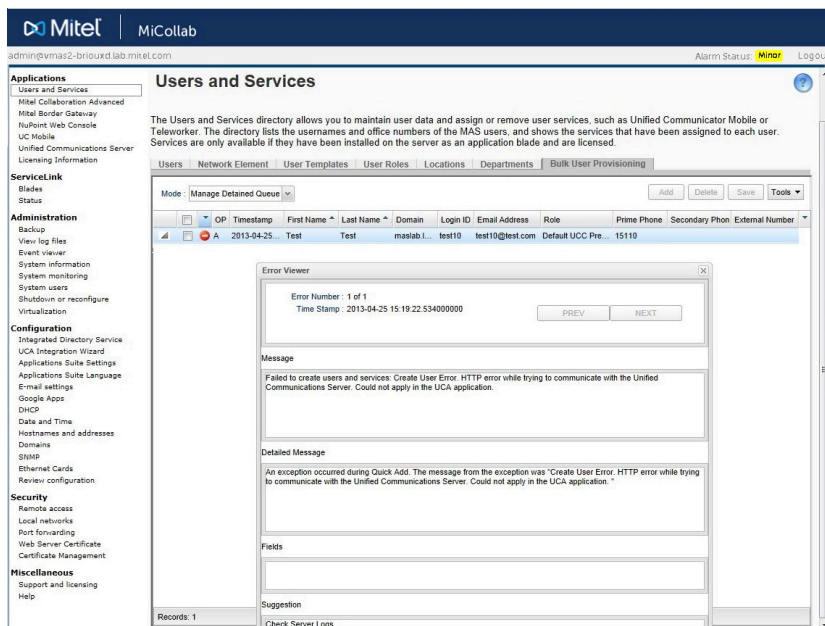 Mitel | MiCollab
admin@vmas2-briouxd.lab.mitel.com
Alarm Status: Minor Logou
Applications
Users and Services
Mitel Collaboration Advanced
Mitel Border Gateway
NuPoint Web Console
UC Mobile
Unified Communications Server
Licensing Information
ServiceLink
Blades
Status
Administration
Backup
View log files
Event viewer
System information
System monitoring
System users
Shutdown or reconfigure
Virtualization
Configuration
Integrated Directory Service
UCA Integration Wizard
Applications Suite Settings
Applications Suite Language
E-mail settings
Google Apps
DHCP
Date and Time
Hostnames and addresses
Domains
SNMP
Ethernet Cards
Review configuration
Security
Remote access
Local networks
Port forwarding
Web Server Certificate
Certificate Management
Miscellaneous
Support and licensing
Help
Users and Services
?
The Users and Services directory allows you to maintain user data and assign or remove user services, such as Unified Communicator Mobile or
Teleworker. The directory lists the usernames and office numbers of the MAS users, and shows the services that have been assigned to each user.
Services are only available if they have been installed on the server as an application blade and are licensed.
Users Network Element User Templates User Roles Locations Departments Bulk User Provisioning
Mode : Manage Detained Queue Add Delete Save Tools
OP Timestamp First Name Last Name Domain Login ID Email Address Role Prime Phone Secondary Phon External Number
A 2013-04-25... Test Test maslab.l... test10 test10@test.com Default UCC Pre... 15110
Error Viewer
Error Number : 1 of 1
Time Stamp : 2013-04-25 15:19:22.534000000
PREV NEXT
Message
Failed to create users and services: Create User Error. HTTP error while trying to communicate with the Unified
Communications Server. Could not apply in the UCA application.
Detailed Message
An exception occurred during Quick Add. The message from the exception was "Create User Error. HTTP error while trying
to communicate with the Unified Communications Server. Could not apply in the UCA application. "
Fields
Suggestion
Check Server Logs
Records: 1